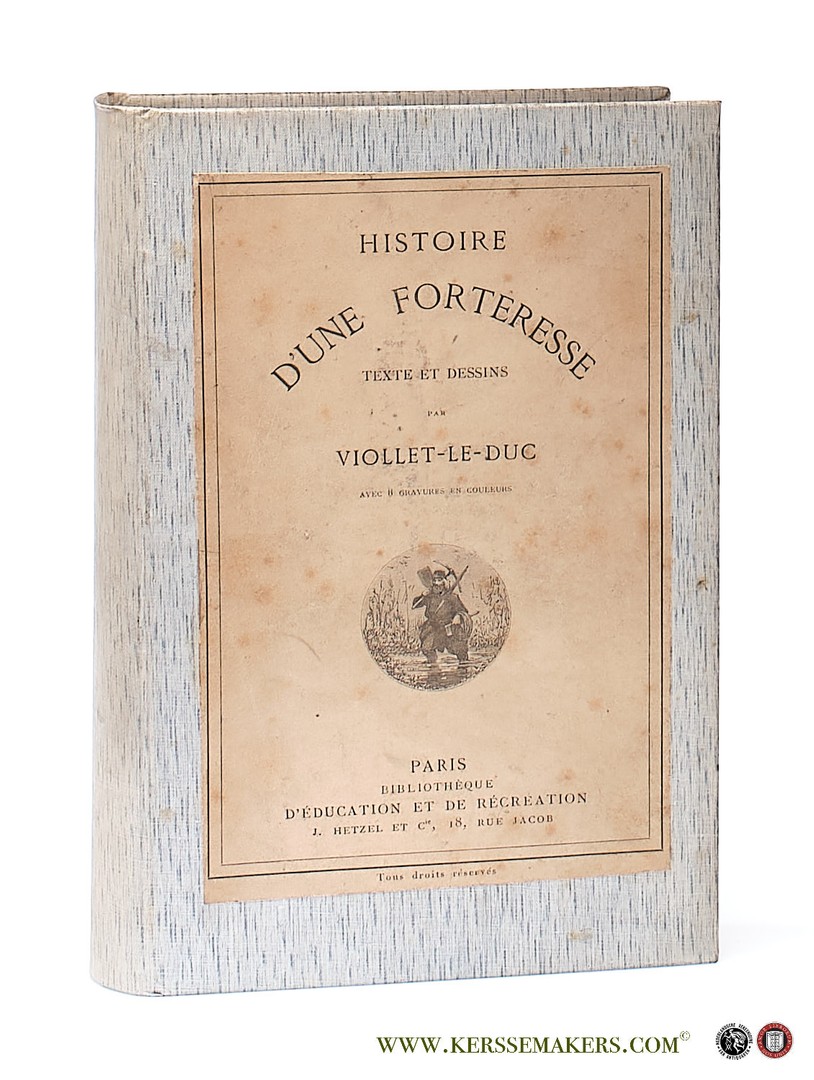 HISTOIRE
D'UNE FORTERESSE
TEXTE ET DESSINS
PAR
VIOLLET-LE-DUC
AVEC 8 GRAVURES EN COULEURS
PARIS
BIBLIOTHÈQUE
D'ÉDUCATION ET DE RÉCRÉATION
J. HETZEL ET Cie, 18, RUE JACOB
Tous droits réservés
WWW.KERSSEMAKERS.COM©